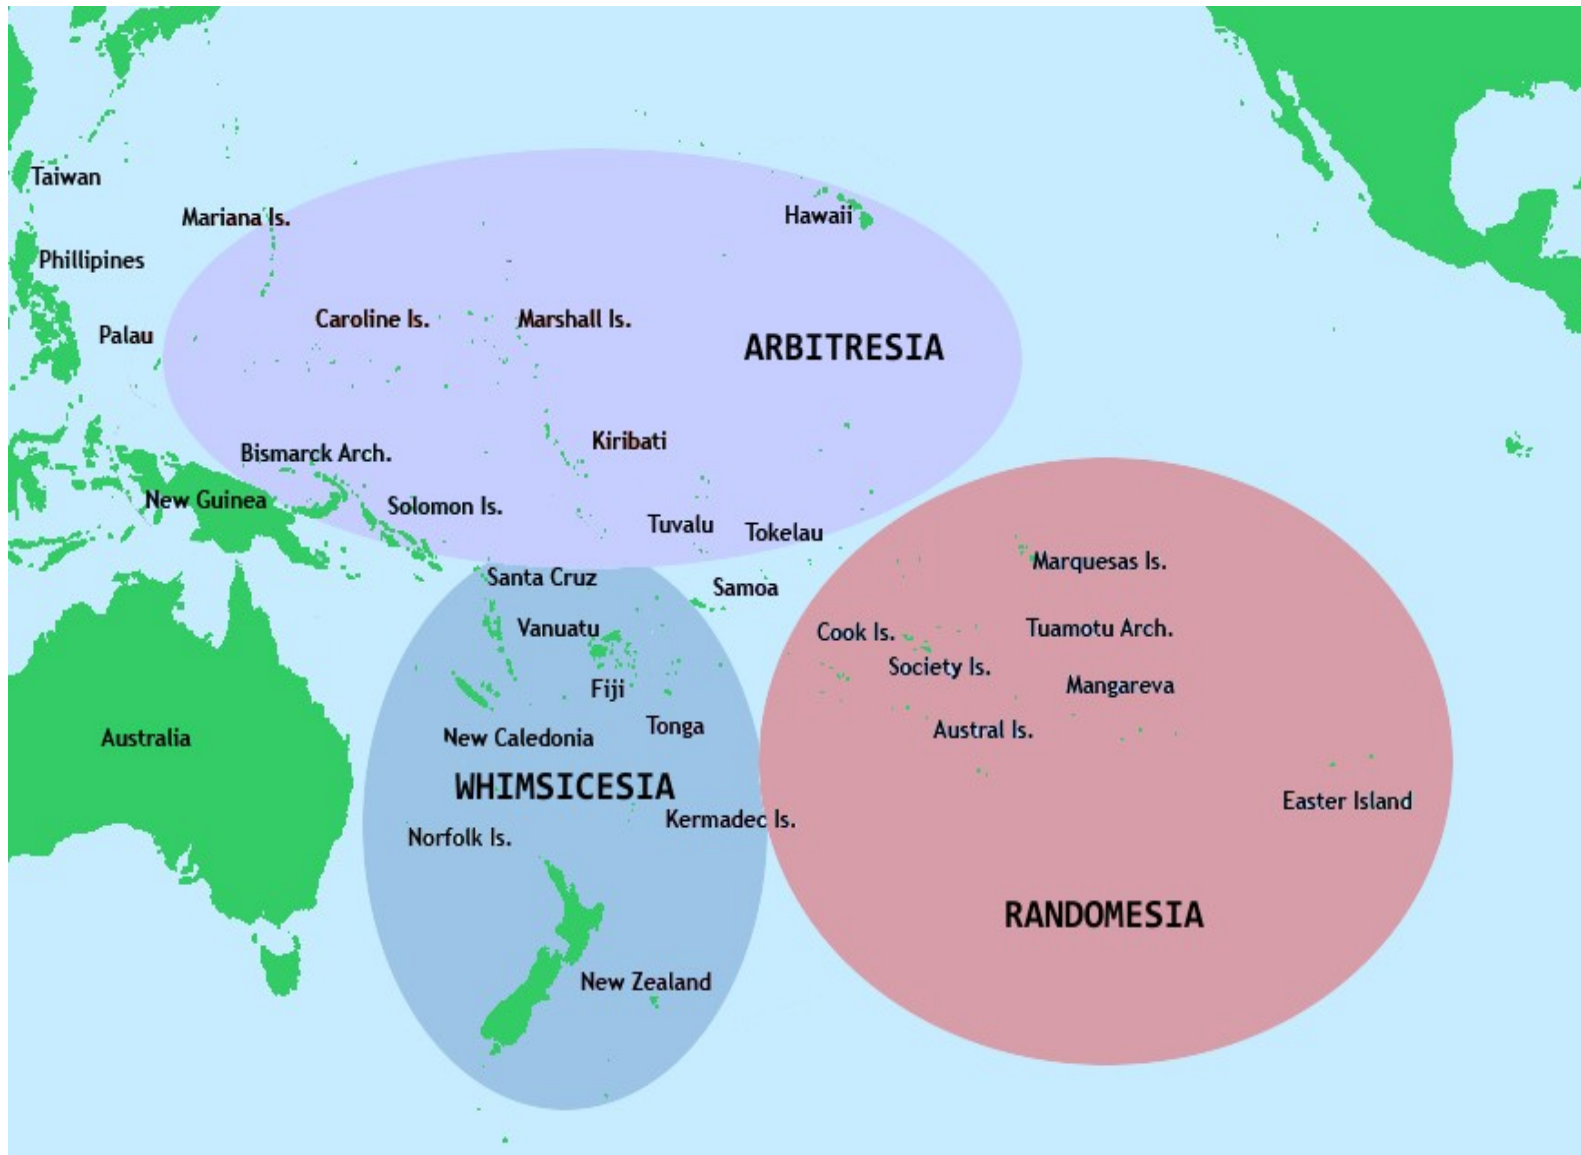 Taiwan
Mariana Is.
Hawaii
Phillipines
Caroline Is.
Marshall Is.
Palau
ARBITRESIA
Kiribati
Bismarck Arch.
New Guinea
Solomon Is.
Tuvalu
Tokelau
Marquesas Is.
Santa Cruz
Samoa
Vanuatu
Cook Is.
Tuamotu Arch.
Society Is.
Fiji
Mangareva
Tonga
Austral Is.
Australia
New Caledonia
WHIMSICESIA
Easter Island
Kermadec Is.
Norfolk Is.
RANDOMESIA
New Zealand